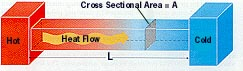 Cross Sectional Area = A
Hot
Heat Flow
Cold
L